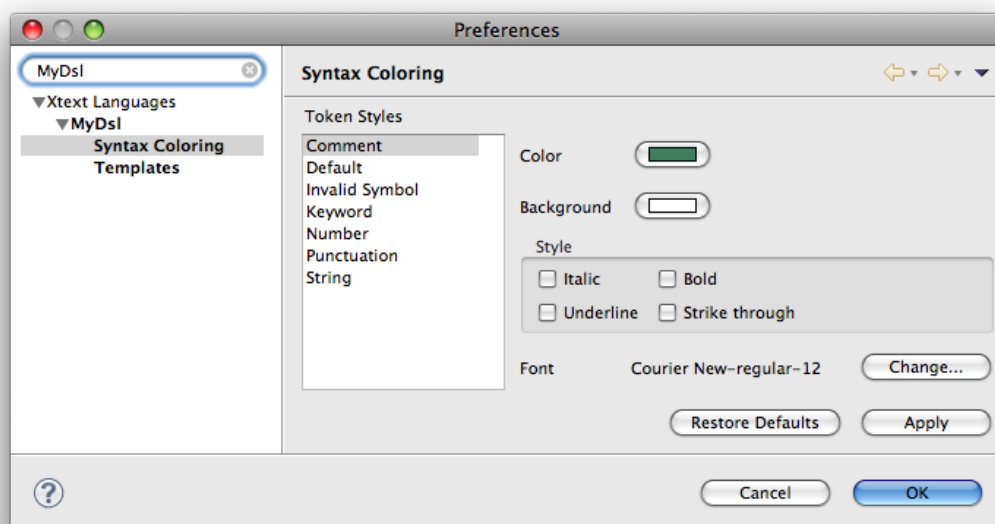 Preferences
MyDsl
Xtext Languages
MyDsl
Syntax Coloring
Templates
Syntax Coloring
Token Styles
Comment
Default
Invalid Symbol
Keyword
Number
Punctuation
String
Color
Background
Style
Italic Bold
Underline Strike through
Font Courier New-regular-12 Change...
Restore Defaults Apply
? Cancel OK